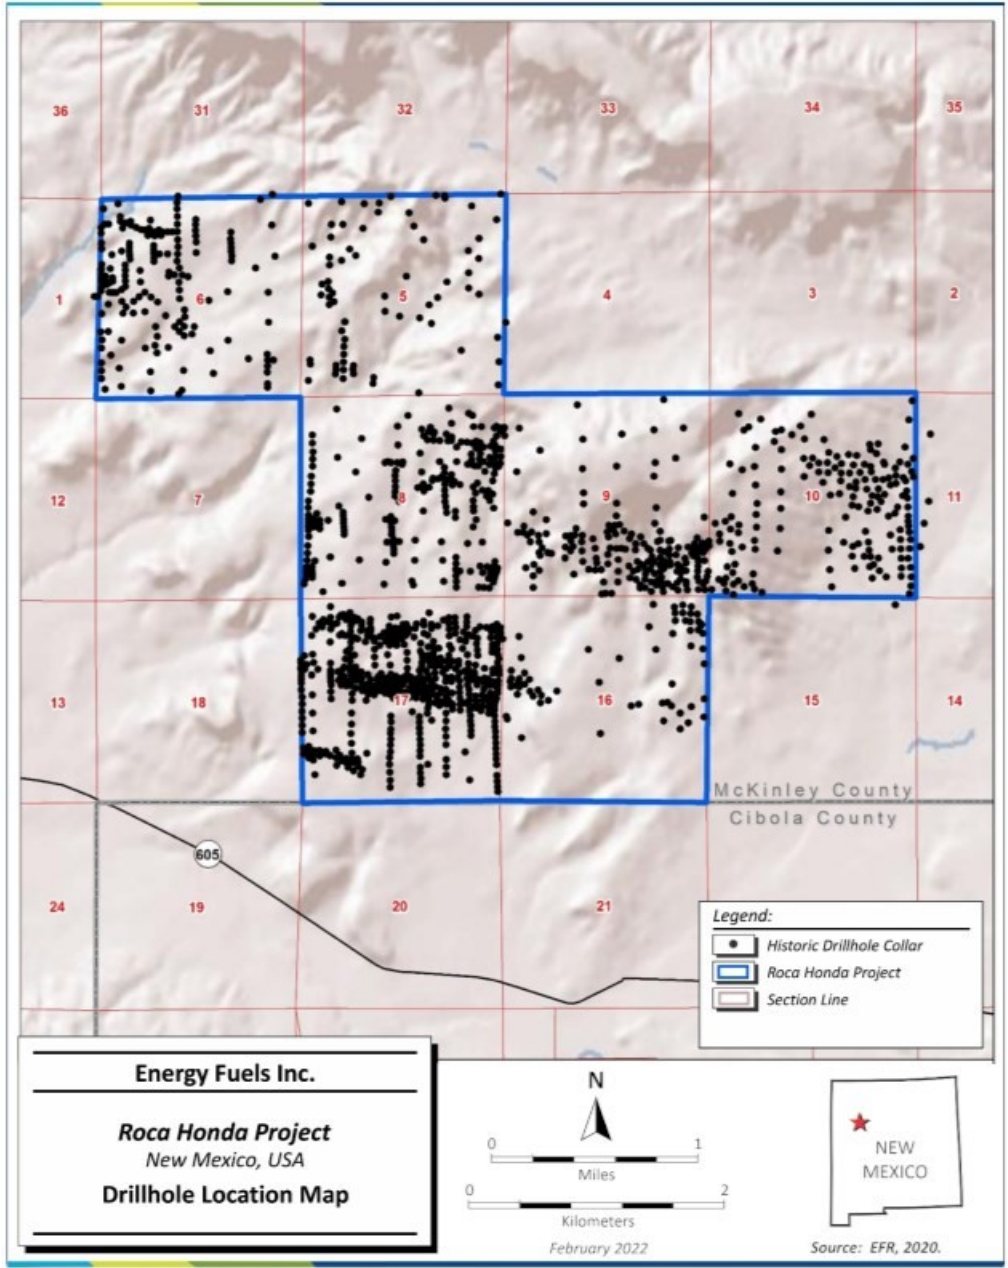 36
31
32
33
34
35
1
6
5
4
3
2
12
7
8
9
10
11
13
18
17
16
15
14
McKinley County
Cibola County
605
24
19
20
21
Legend:
Historic Drillhole Collar
Roca Honda Project
Section Line
Energy Fuels Inc.
Roca Honda Project
New Mexico, USA
Drillhole Location Map
N
0 1
Miles
0 2
Kilometers
February 2022
NEW
MEXICO
Source: EFR, 2020.